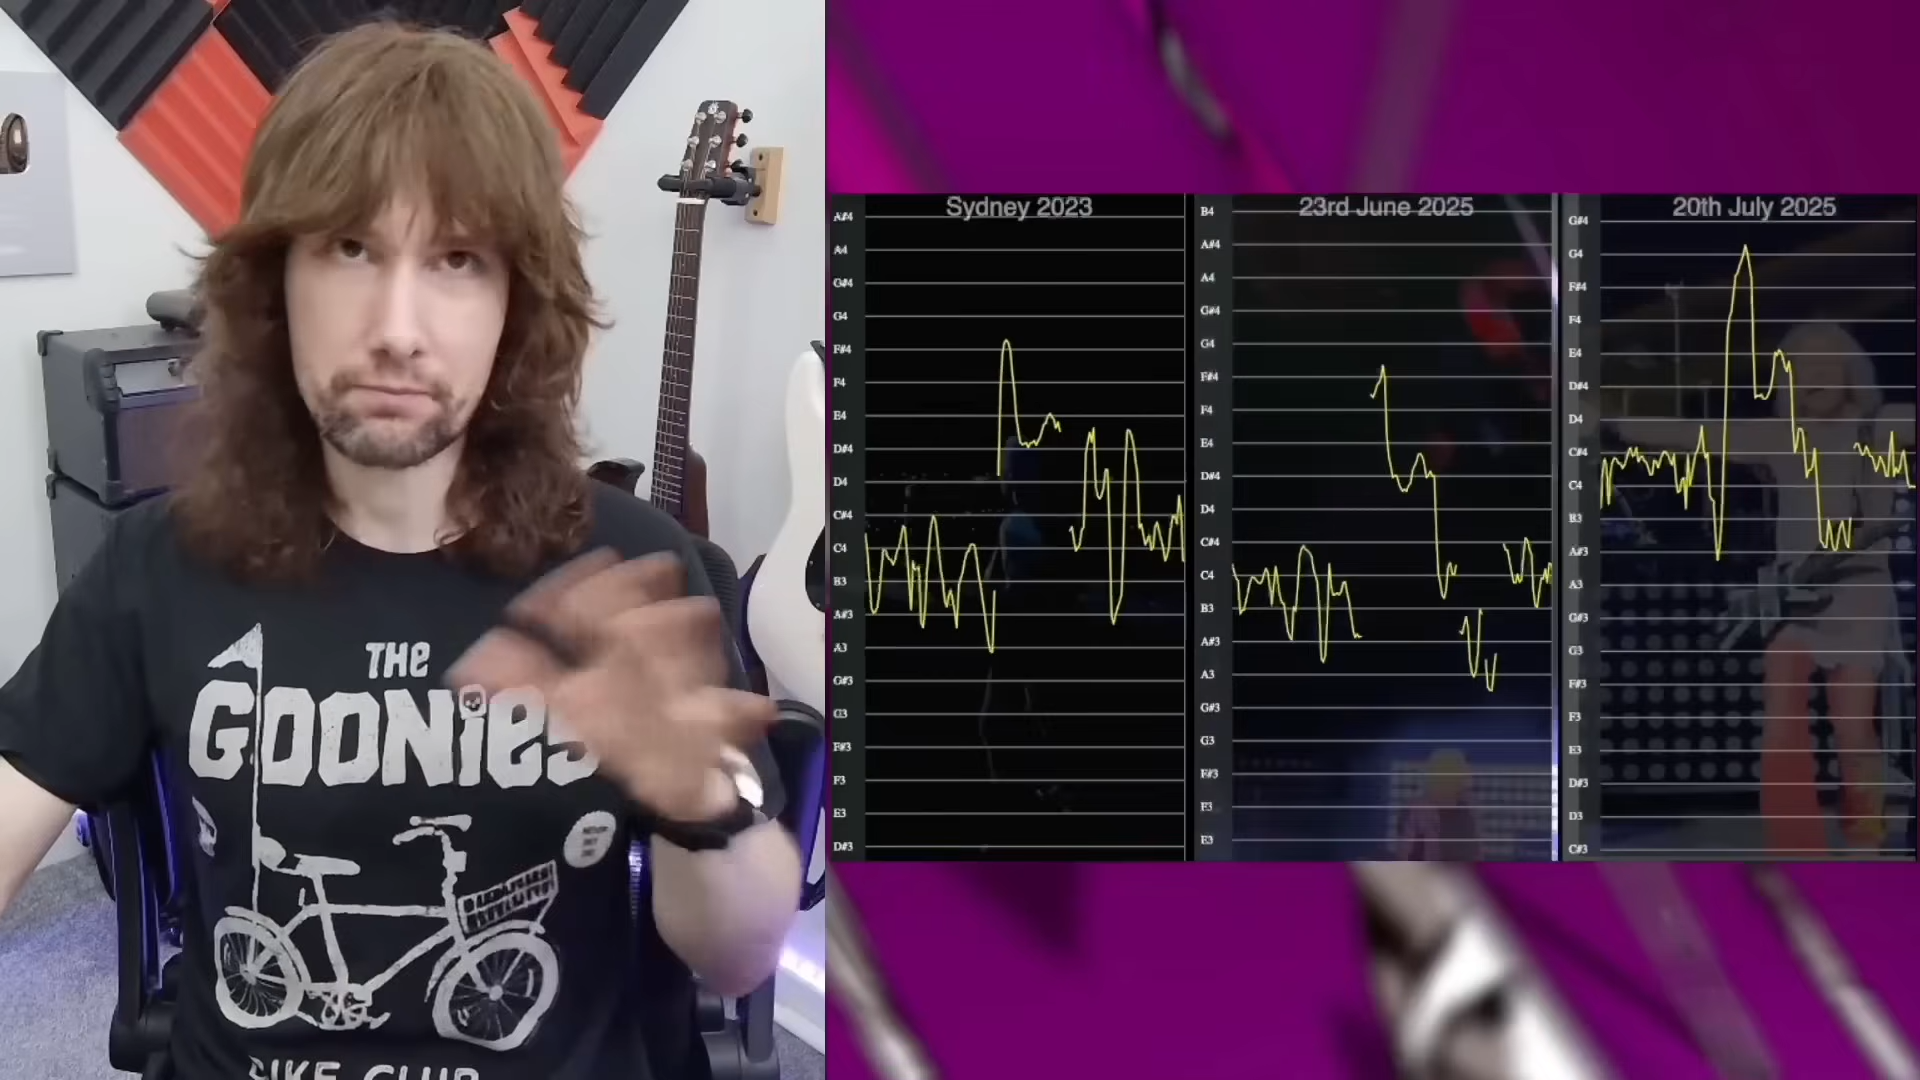 THE
GOONIES
BIKE CLUB
Sydney 2023
A#4
A4
G#4
G4
F#4
F4
E4
D#4
D4
C#4
C4
B3
A#3
A3
G#3
G3
F#3
F3
E3
D#3
23rd June 2025
B4
A#4
A4
G#4
G4
F#4
F4
E4
D#4
D4
C#4
C4
B3
A#3
A3
G#3
G3
F#3
E3
E3
20th July 2025
G#4
G4
F#4
F4
E4
D#4
D4
C#4
C4
B3
A#3
A3
G#3
G3
F#3
F3
E3
D#3
D3
C#3